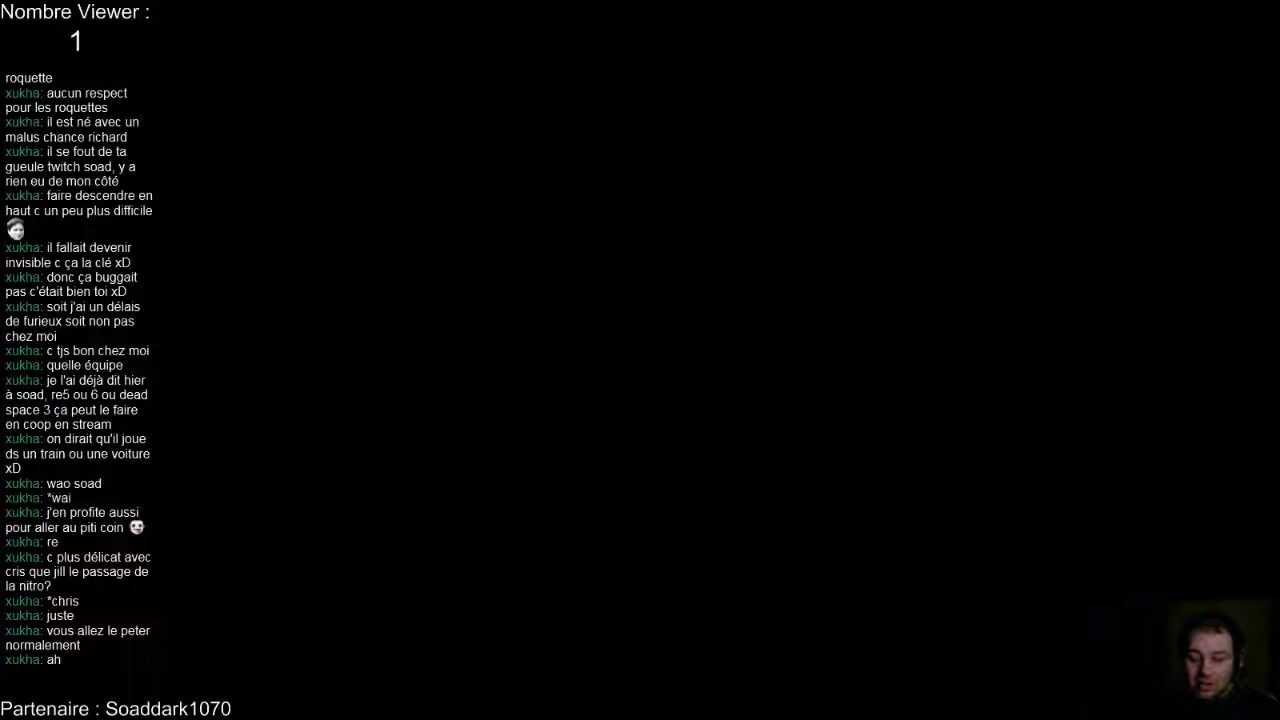 Nombre Viewer :
1
roquette
xukha: aucun respect
pour les roquettes
xukha: il est né avec un
malus chance richard
xukha: il se fout de ta
gueule twitch soad, y a
rien eu de mon côté
xukha: faire descendre en
haut c un peu plus difficile
xukha: il fallait devenir
invisible c ça la clé xD
xukha: donc ça buggait
pas c'était bien toi xD
xukha: soit j'ai un délais
de furieux soit non pas
chez moi
xukha: c tjs bon chez moi
xukha: quelle équipe
xukha: je l'ai déjà dit hier
à soad, re5 ou 6 ou dead
space 3 ça peut le faire
en coop en stream
xukha: on dirait qu'il joue
ds un train ou une voiture
xD
xukha: wao soad
xukha: *wai
xukha: j'en profite aussi
pour aller au piti coin
xukha: re
xukha: c plus délicat avec
cris que jill le passage de
la nitro?
xukha: *chris
xukha: juste
xukha: vous allez le peter
normalement
xukha: ah
Partenaire : Soaddark1070